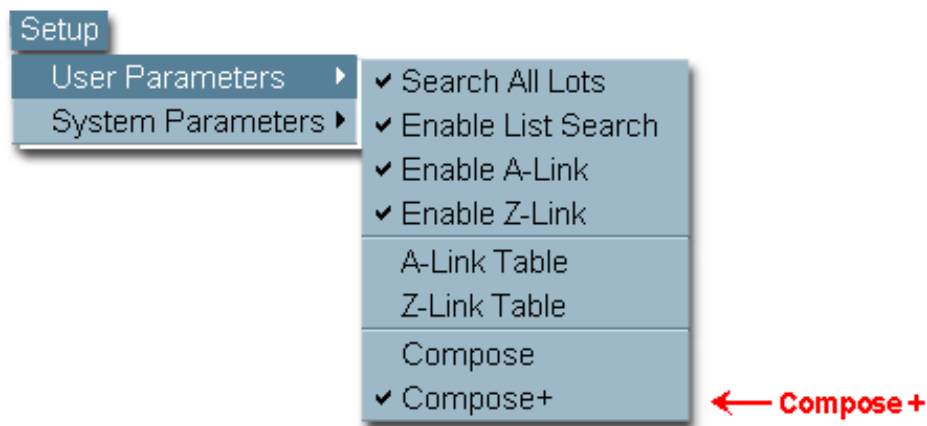 Setup
User Parameters
System Parameters
Search All Lots
Enable List Search
Enable A-Link
Enable Z-Link
A-Link Table
Z-Link Table
Compose
Compose+
Compose +